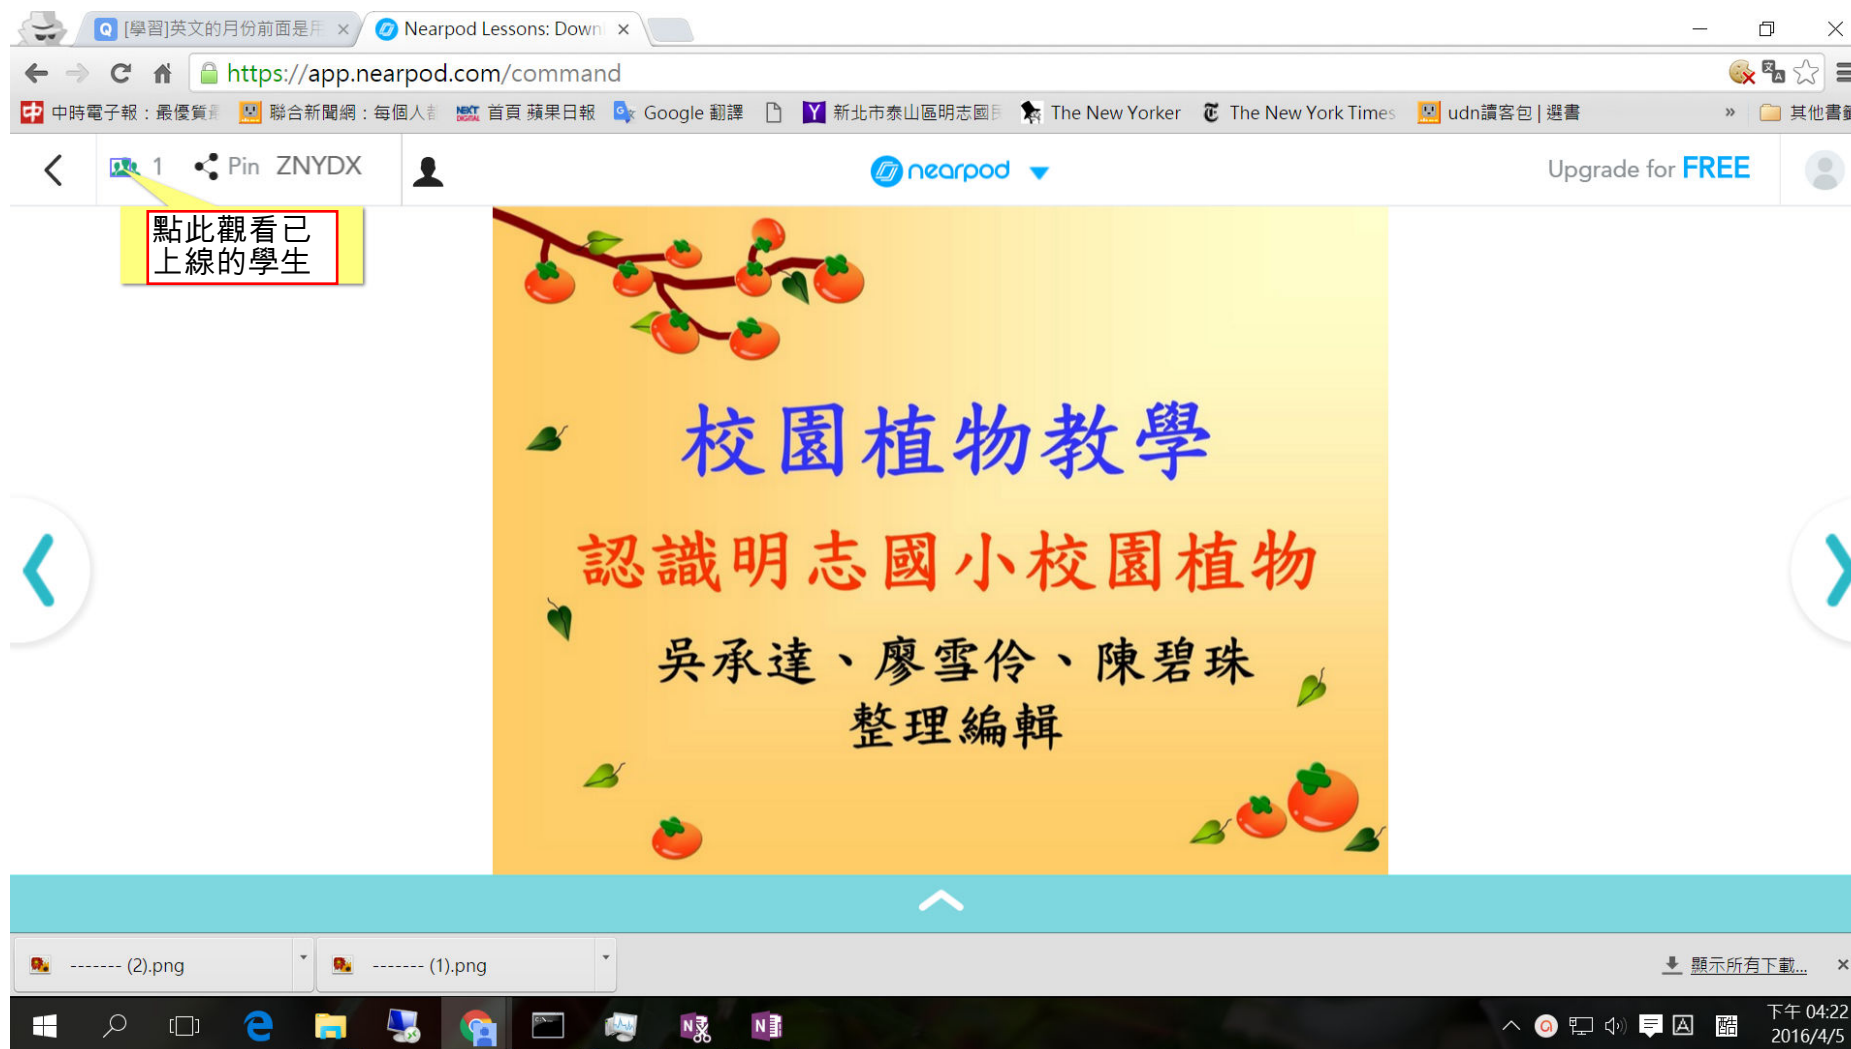 [學習]英文的月份前面是用
Nearpod Lessons: Down
https://app.nearpod.com/command
中時電子報：最優質
聯合新聞網：每個人
NEXT DIGITAL 首頁 蘋果日報
Google 翻譯
新北市泰山區明志國
The New Yorker
The New York Times
udn讀客包 | 選書
»
其他書籤
1
Pin ZNYDX
nearpod
Upgrade for FREE
點此觀看已
上線的學生
校園植物教學
認識明志國小校園植物
吳承達、廖雪伶、陳碧珠
整理編輯
------- (2).png
------- (1).png
顯示所有下載...
下午 04:22
2016/4/5